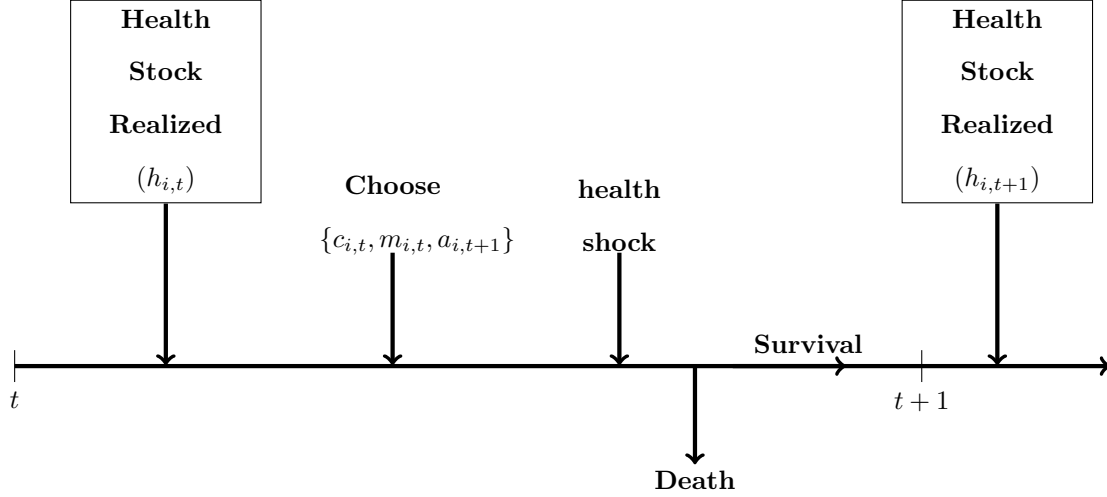 Health
Stock
Realized
(h_{i,t})
Choose
{c_{i,t}, m_{i,t}, a_{i,t+1}}
health
shock
Health
Stock
Realized
(h_{i,t+1})
Survival
t
t + 1
Death